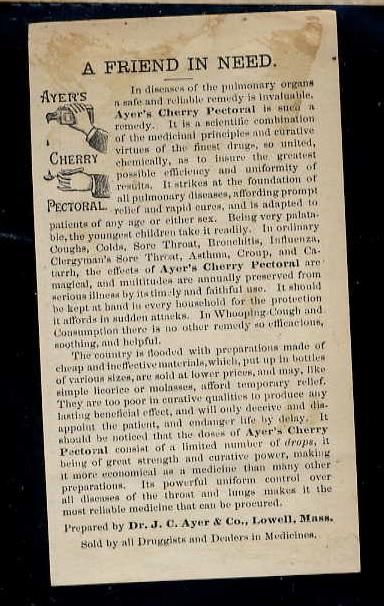 A FRIEND IN NEED.
AYER'S
CHERRY
PECTORAL.
In diseases of the pulmonary organs
a safe and reliable remedy is invaluable.
Ayer's Cherry Pectoral is such a
remedy. It is a scientific combination
of the medicinal principles and curative
virtues of the finest drugs, so united,
chemically, as to insure the greatest
possible efficiency and uniformity of
results. It strikes at the foundation of
all pulmonary diseases, affording prompt
relief and rapid cures, and is adapted to
patients of any age or either sex. Being very palata-
ble, the youngest children take it readily. In ordinary
Coughs, Colds, Sore Throat, Bronchitis, Influenza,
Clergyman's Sore Throat, Asthma, Croup, and Ca-
tarrh, the effects of Ayer's Cherry Pectoral are
magical, and multitudes are annually preserved from
serious illness by its timely and faithful use. It should
be kept at hand in every household for the protection
it affords in sudden attacks. In Whooping-Cough and
Consumption there is no other remedy so efficacious,
soothing, and helpful.
The country is flooded with preparations made of
cheap and ineffective materials, which, put up in bottles
of various sizes, are sold at lower prices, and may, like
simple licorice or molasses, afford temporary relief.
They are too poor in curative qualities to produce any
lasting beneficial effect, and will only deceive and dis-
appoint the patient, and endanger life by delay. It
should be noticed that the doses of Ayer's Cherry
Pectoral consist of a limited number of drops, it
being of great strength and curative power, making
it more economical as a medicine than many other
preparations. Its powerful uniform control over
all diseases of the throat and lungs makes it the
most reliable medicine that can be procured.
Prepared by Dr. J. C. Ayer & Co., Lowell, Mass.
Sold by all Druggists and Dealers in Medicines.